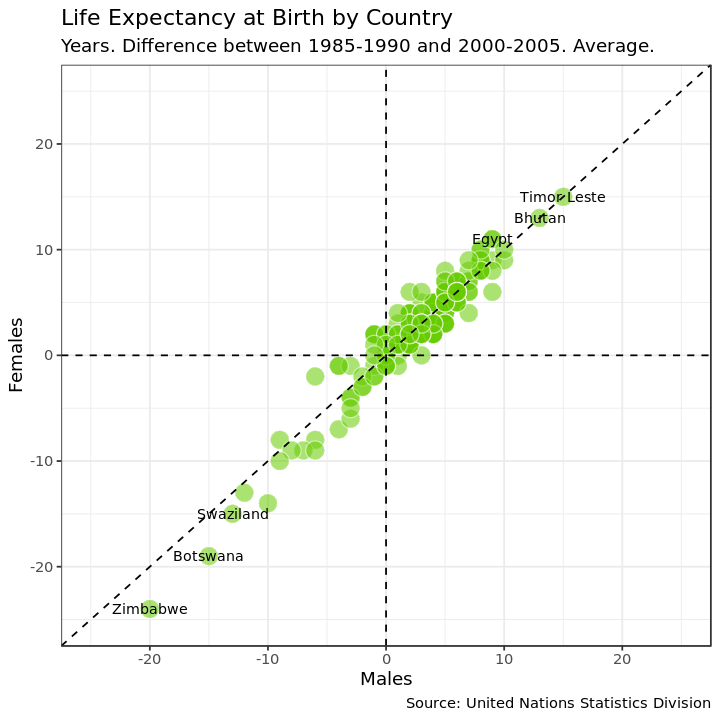 Life Expectancy at Birth by Country
Years. Difference between 1985-1990 and 2000-2005. Average.
Females
20
10
0
-10
-20
Timor Leste
Bhutan
Egypt
Swaziland
Botswana
Zimbabwe
-20 -10 0 10 20
Males
Source: United Nations Statistics Division